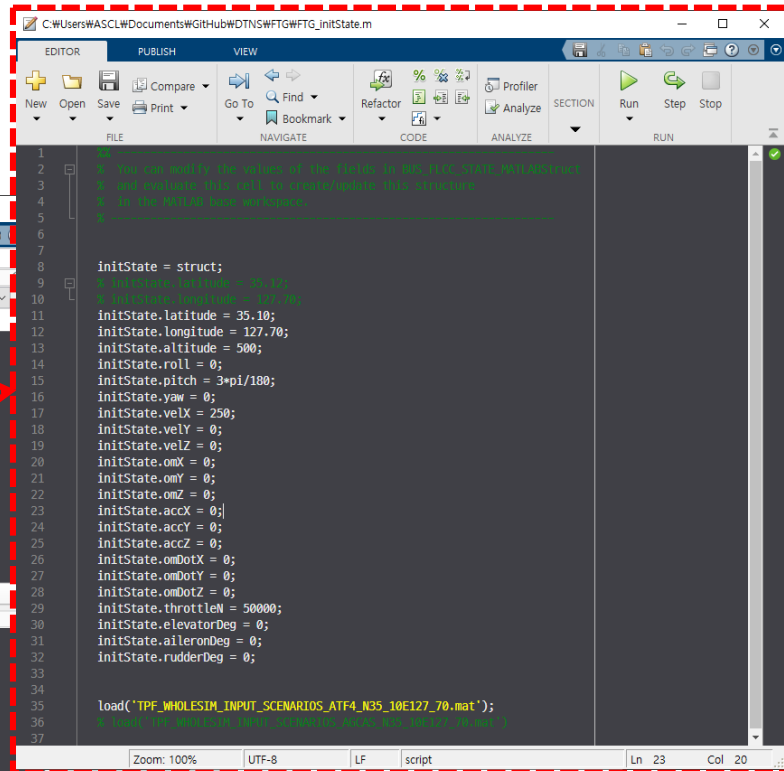 C:₩Users₩ASCL₩Documents₩GitHub₩DTNS₩FTG₩FTG_initState.m
EDITOR PUBLISH VIEW
New Open Save Compare Print Go To Find Bookmark Refactor Profiler Analyze SECTION Run Step Stop
FILE NAVIGATE CODE ANALYZE RUN
1 %% ------------------------------------------------------------------
2 % You can modify the values of the fields in BUS_FLCC_STATE_MATLABStruct
3 % and evaluate this cell to create/update this structure
4 % in the MATLAB base workspace.
5 % ------------------------------------------------------------------
6
7
8 initState = struct;
9 % initState.latitude = 35.12;
10 % initState.longitude = 127.70;
11 initState.latitude = 35.10;
12 initState.longitude = 127.70;
13 initState.altitude = 500;
14 initState.roll = 0;
15 initState.pitch = 3*pi/180;
16 initState.yaw = 0;
17 initState.velX = 250;
18 initState.velY = 0;
19 initState.velZ = 0;
20 initState.omX = 0;
21 initState.omY = 0;
22 initState.omZ = 0;
23 initState.accX = 0;
24 initState.accY = 0;
25 initState.accZ = 0;
26 initState.omDotX = 0;
27 initState.omDotY = 0;
28 initState.omDotZ = 0;
29 initState.throttleN = 50000;
30 initState.elevatorDeg = 0;
31 initState.aileronDeg = 0;
32 initState.rudderDeg = 0;
33
34
35 load('TPF_WHOLESIM_INPUT_SCENARIOS_ATF4_N35_10E127_70.mat');
36 % load('TPF_WHOLESIM_INPUT_SCENARIOS_AGCAS_N35_10E127_70.mat')
37
Zoom: 100% UTF-8 LF script Ln 23 Col 20